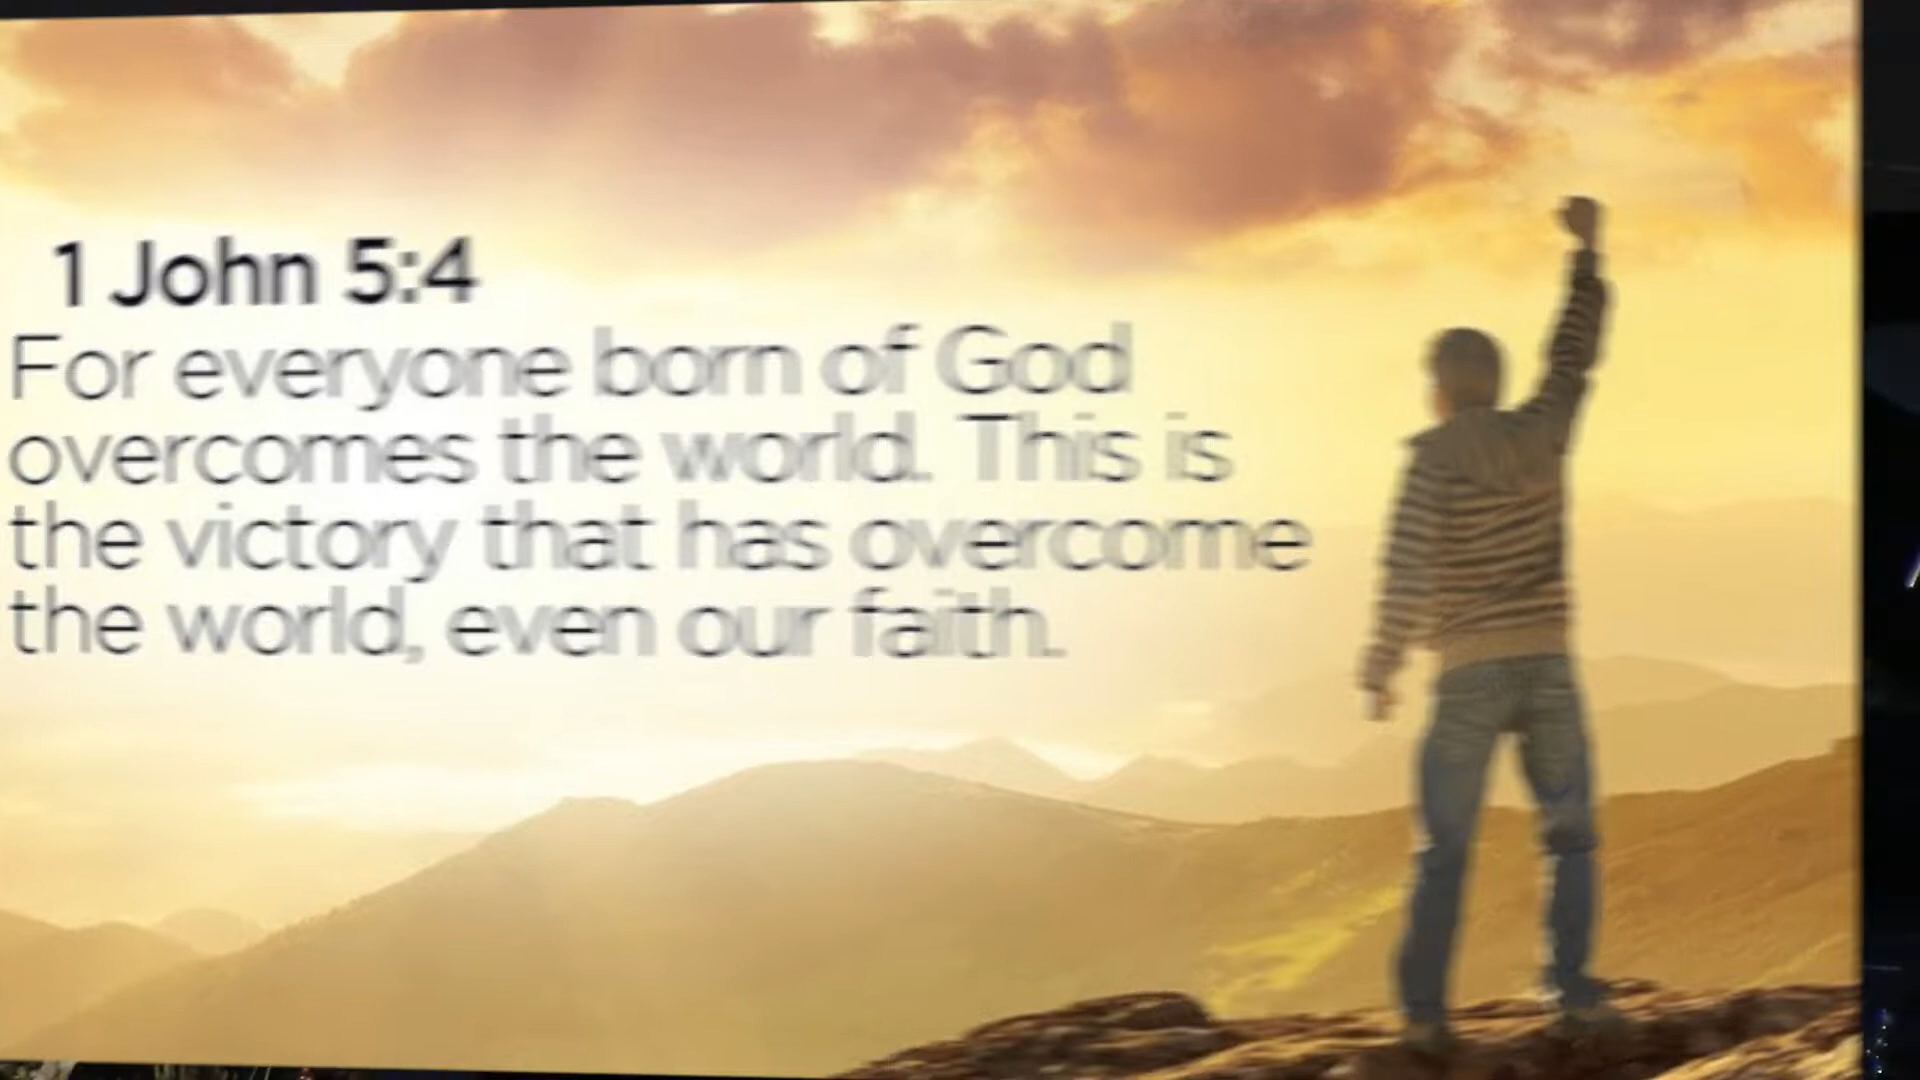 1 John 5:4
For everyone born of God
overcomes the world. This is
the victory that has overcome
the world, even our faith.